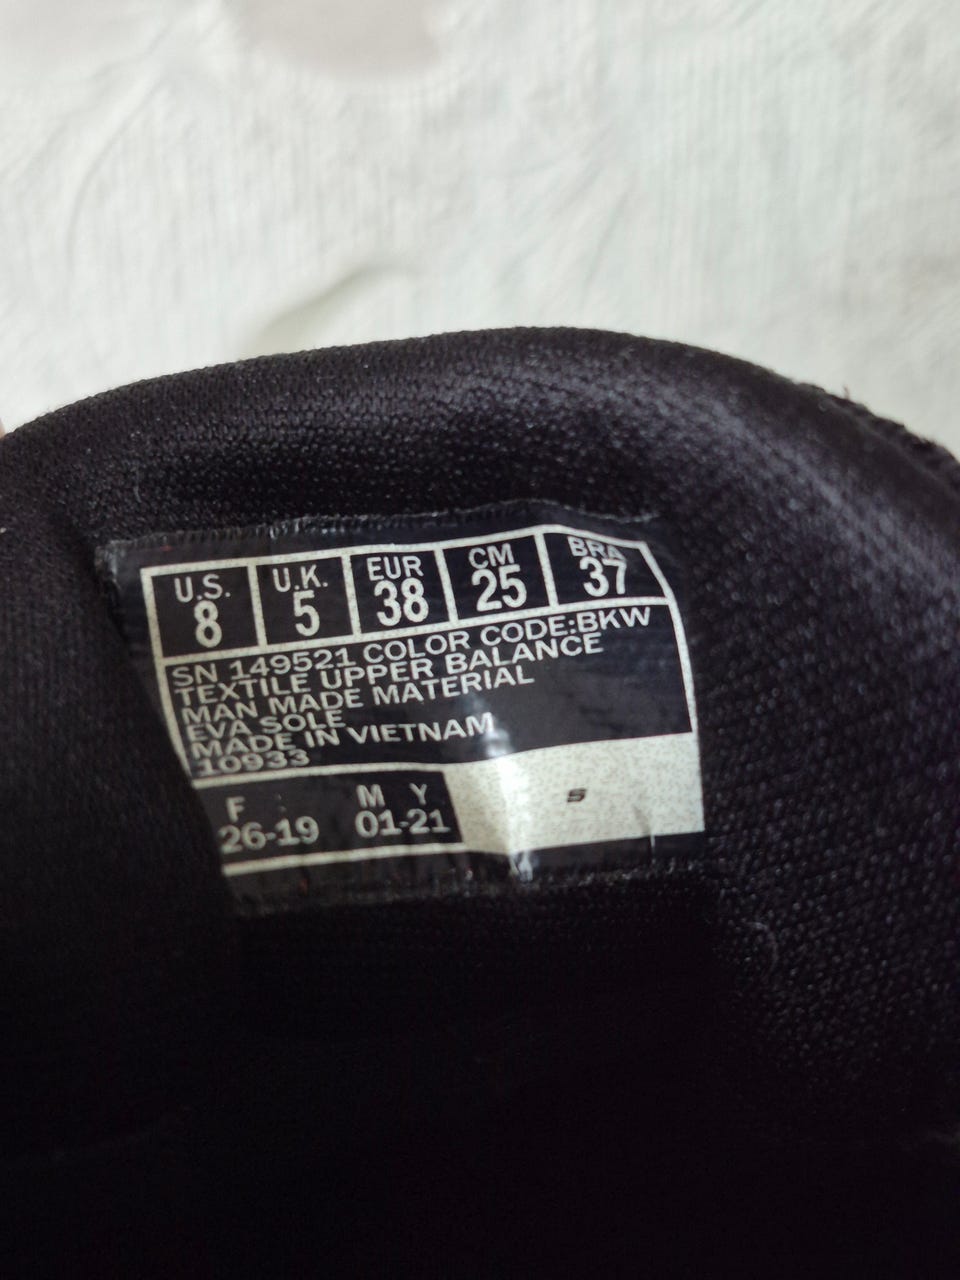 U.S. U.K. EUR CM BRA
8 5 38 25 37
SN 149521 COLOR CODE:BKW
TEXTILE UPPER BALANCE
MAN MADE MATERIAL
EVA SOLE
MADE IN VIETNAM
10933
F : M Y
26-19 01-21
S